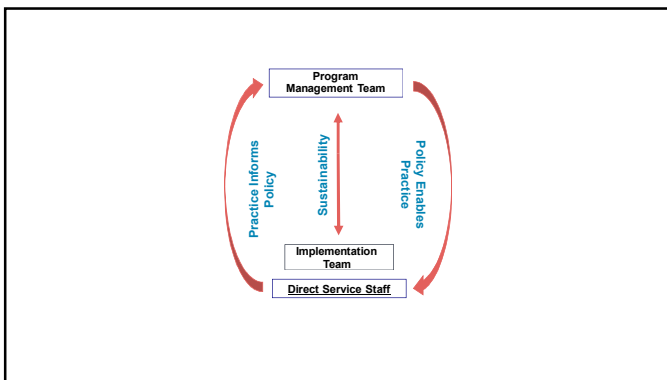 Program
Management Team
Practice Informs
Policy
Sustainability
Policy Enables
Practice
Implementation
Team
Direct Service Staff